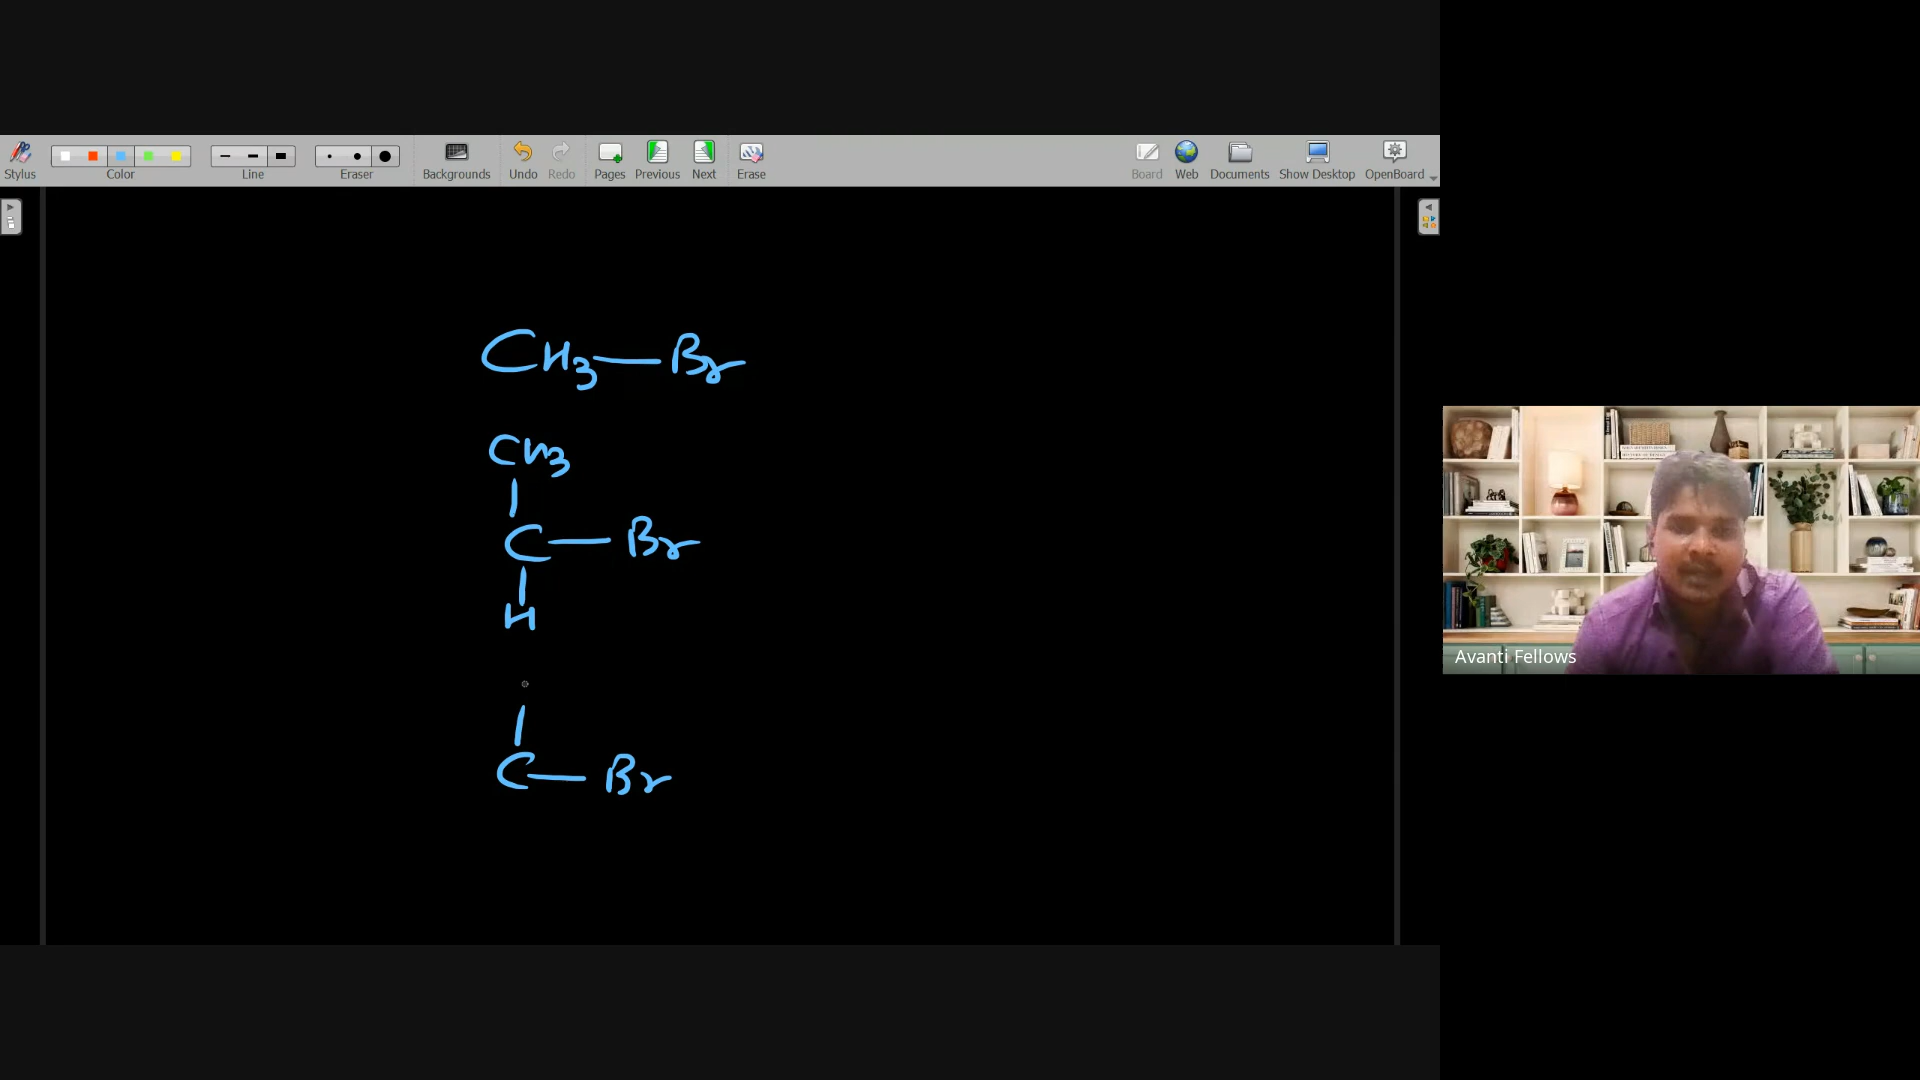 Stylus Color Line Eraser Backgrounds Undo Redo Pages Previous Next Erase Board Web Documents Show Desktop OpenBoard
CH3—Br
CH3
|
C—Br
|
H
|
C—Br
Avanti Fellows